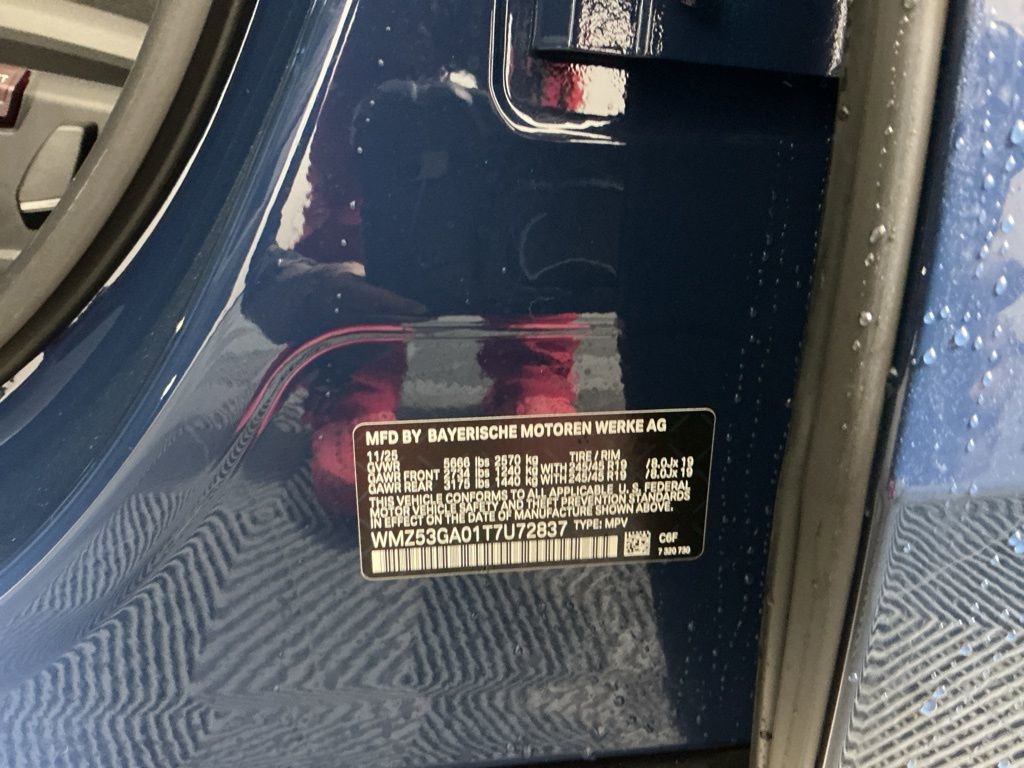 MFD BY BAYERISCHE MOTOREN WERKE AG
11/25 TIRE / RIM
GVWR 5666 lbs 2570 kg
GAWR FRONT 2734 lbs 1240 kg WITH 245/45 R19 /8.0Jx 19
GAWR REAR 3175 lbs 1440 kg WITH 245/45 R19 /8.0Jx 19
THIS VEHICLE CONFORMS TO ALL APPLICABLE U. S. FEDERAL
MOTOR VEHICLE SAFETY AND THEFT PREVENTION STANDARDS
IN EFFECT ON THE DATE OF MANUFACTURE SHOWN ABOVE.
WMZ53GA01T7U72837 TYPE: MPV
C6F
7 320 730